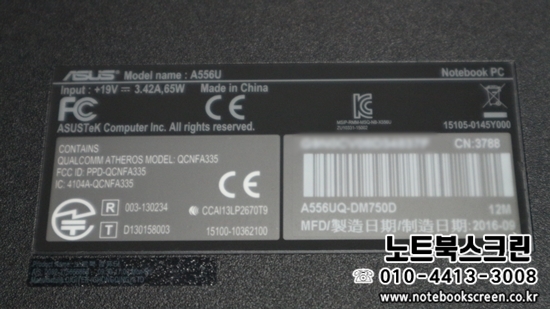 ASUS Model name : A556U Notebook PC
Input : +19V⎓ 3.42A,65W Made in China
FC CE
ASUSTeK Computer Inc. All rights reserved.
15105-0145Y000
CONTAINS
QUALCOMM ATHEROS MODEL: QCNFA335
FCC ID: PPD-QCNFA335
IC: 4104A-QCNFA335
CE
R 003-130234
CCAI13LP2670T9
T D130158003
15100-10362100
CN:3788
A556UQ-DM750D 12M
MFD/製造日期/制造日期 : 2016-09
노트북스크린
☎ 010-4413-3008
www.notebookscreen.co.kr